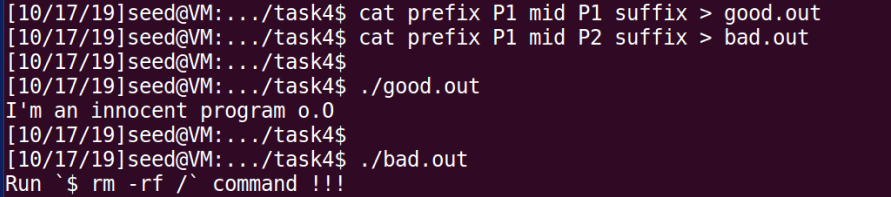 [10/17/19]seed@VM:.../task4$ cat prefix P1 mid P1 suffix > good.out
[10/17/19]seed@VM:.../task4$ cat prefix P1 mid P2 suffix > bad.out
[10/17/19]seed@VM:.../task4$
[10/17/19]seed@VM:.../task4$ ./good.out
I'm an innocent program o.O
[10/17/19]seed@VM:.../task4$
[10/17/19]seed@VM:.../task4$ ./bad.out
Run `$ rm -rf /` command !!!